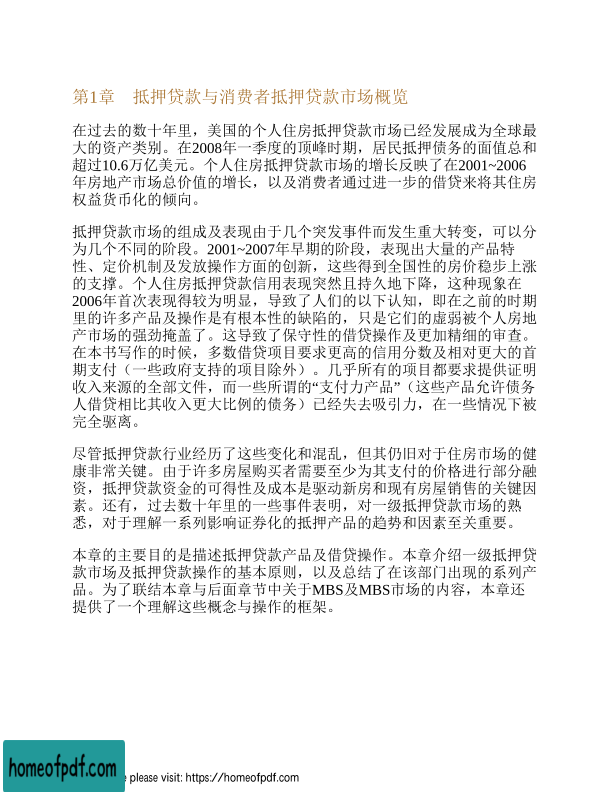 第1章 抵押贷款与消费者抵押贷款市场概览
在过去的数十年里，美国的个人住房抵押贷款市场已经发展成为全球最
大的资产类别。在2008年一季度的顶峰时期，居民抵押债务的面值总和
超过10.6万亿美元。个人住房抵押贷款市场的增长反映了在2001~2006
年房地产市场总价值的增长，以及消费者通过进一步的借贷来将其住房
权益货币化的倾向。
抵押贷款市场的组成及表现由于几个突发事件而发生重大转变，可以分
为几个不同的阶段。2001~2007年早期的阶段，表现出大量的产品特
性、定价机制及发放操作方面的创新，这些得到全国性的房价稳步上涨
的支撑。个人住房抵押贷款信用表现突然且持久地下降，这种现象在
2006年首次表现得较为明显，导致了人们的以下认知，即在之前的时期
里的许多产品及操作是有根本性的缺陷的，只是它们的虚弱被个人房地
产市场的强劲掩盖了。这导致了保守性的借贷操作及更加精细的审查。
在本书写作的时候，多数借贷项目要求更高的信用分数及相对更大的首
期支付（一些政府支持的项目除外）。几乎所有的项目都要求提供证明
收入来源的全部文件，而一些所谓的“支付力产品”（这些产品允许债务
人借贷相比其收入更大比例的债务）已经失去吸引力，在一些情况下被
完全驱离。
尽管抵押贷款行业经历了这些变化和混乱，但其仍旧对于住房市场的健
康非常关键。由于许多房屋购买者需要至少为其支付的价格进行部分融
资，抵押贷款资金的可得性及成本是驱动新房和现有房屋销售的关键因
素。还有，过去数十年里的一些事件表明，对一级抵押贷款市场的熟
悉，对于理解一系列影响证券化的抵押产品的趋势和因素至关重要。
本章的主要目的是描述抵押贷款产品及借贷操作。本章介绍一级抵押贷
款市场及抵押贷款操作的基本原则，以及总结了在该部门出现的系列产
品。为了联结本章与后面章节中关于MBS及MBS市场的内容，本章还
提供了一个理解这些概念与操作的框架。
homeofpdf.com
e please visit: https://homeofpdf.com